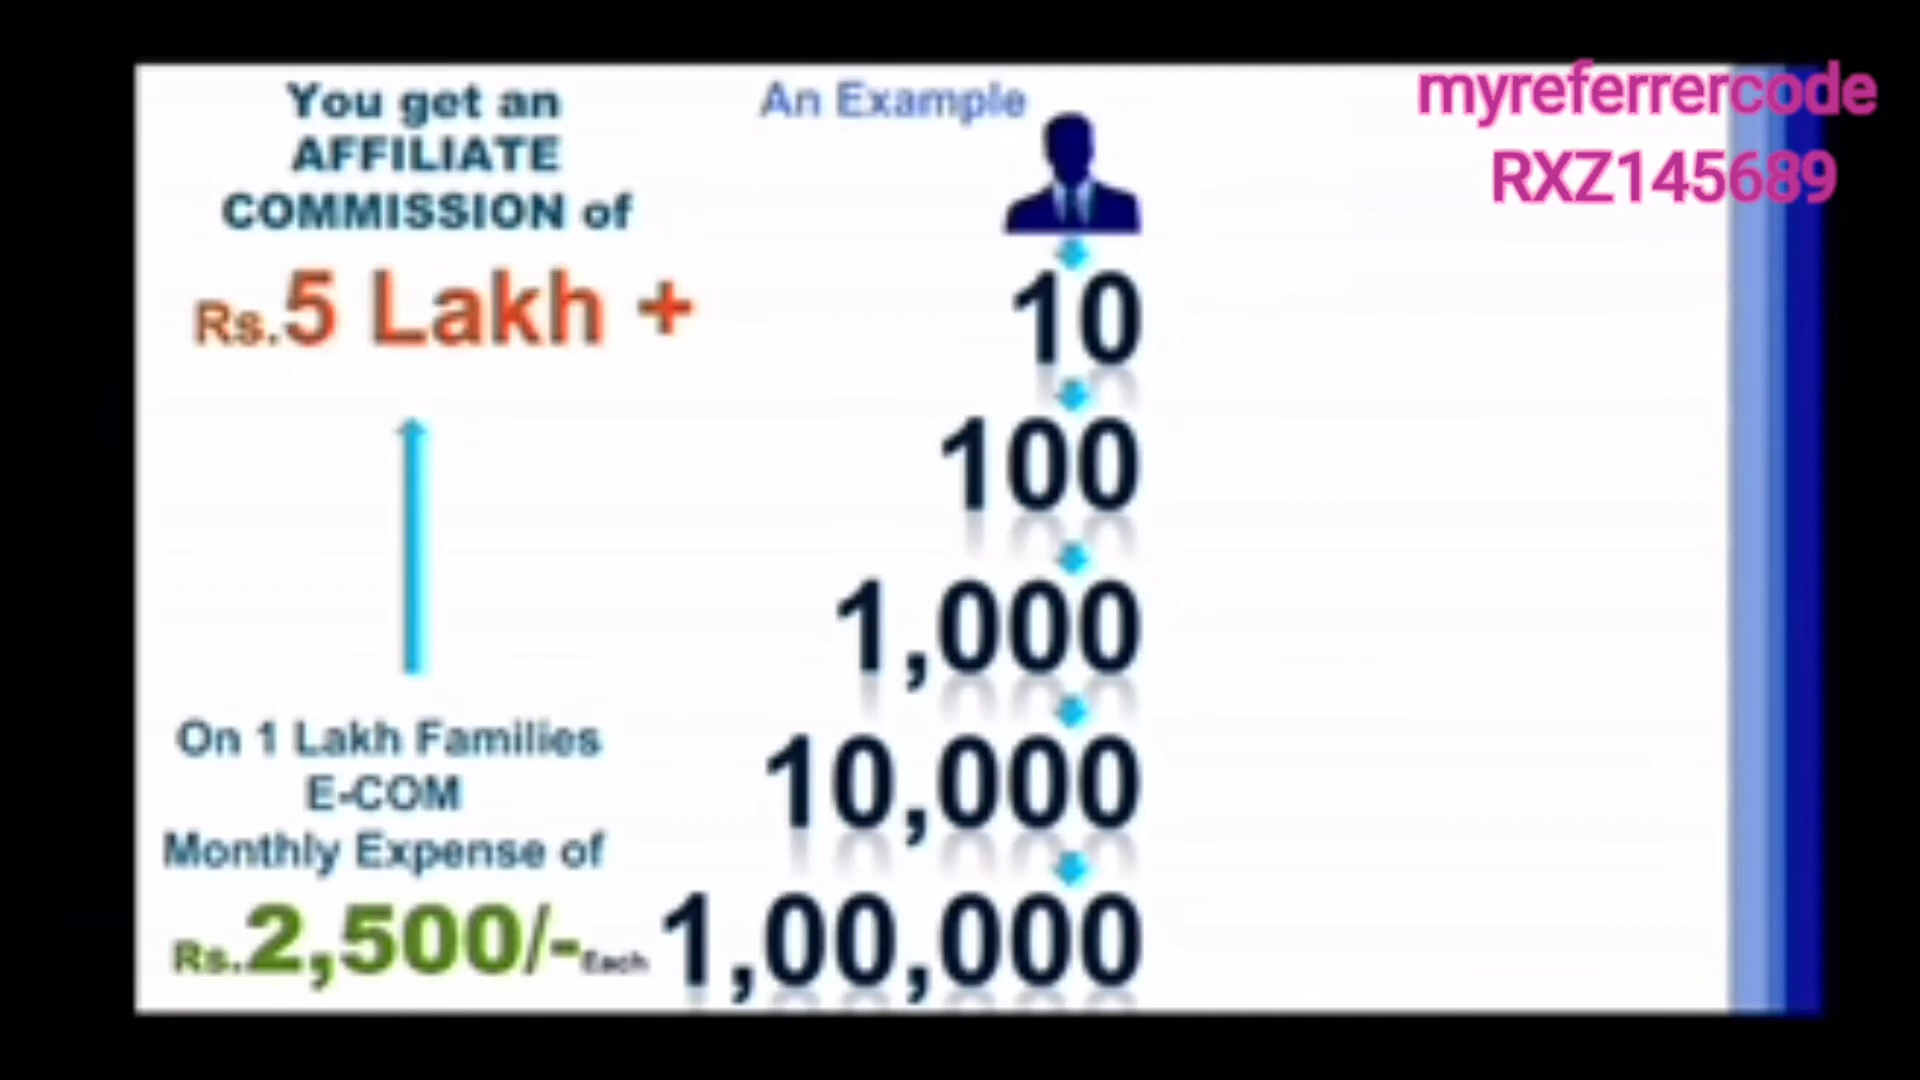 You get an
AFFILIATE
COMMISSION of
Rs.5 Lakh +
On 1 Lakh Families
E-COM
Monthly Expense of
Rs.2,500/-Each
An Example
10
100
1,000
10,000
1,00,000
myreferrercode
RXZ145689